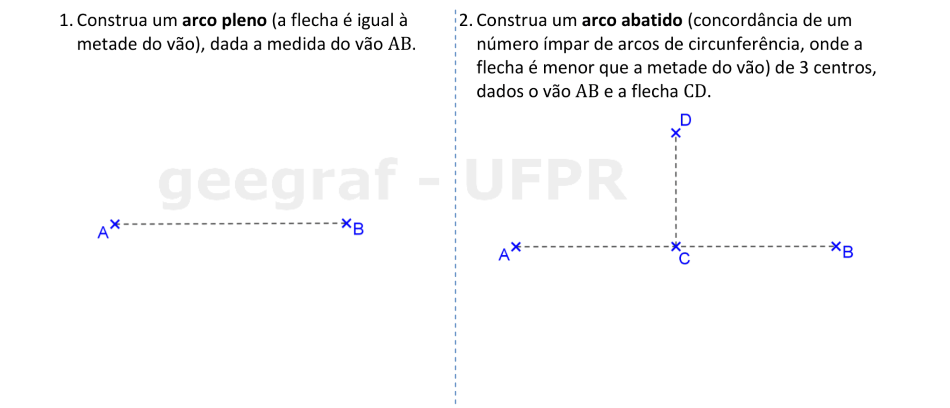 1. Construa um arco pleno (a flecha é igual à
metade do vão), dada a medida do vão AB.
2. Construa um arco abatido (concordância de um
número ímpar de arcos de circunferência, onde a
flecha é menor que a metade do vão) de 3 centros,
dados o vão AB e a flecha CD.
D
geegraf - UFPR
A
B
A
C
B